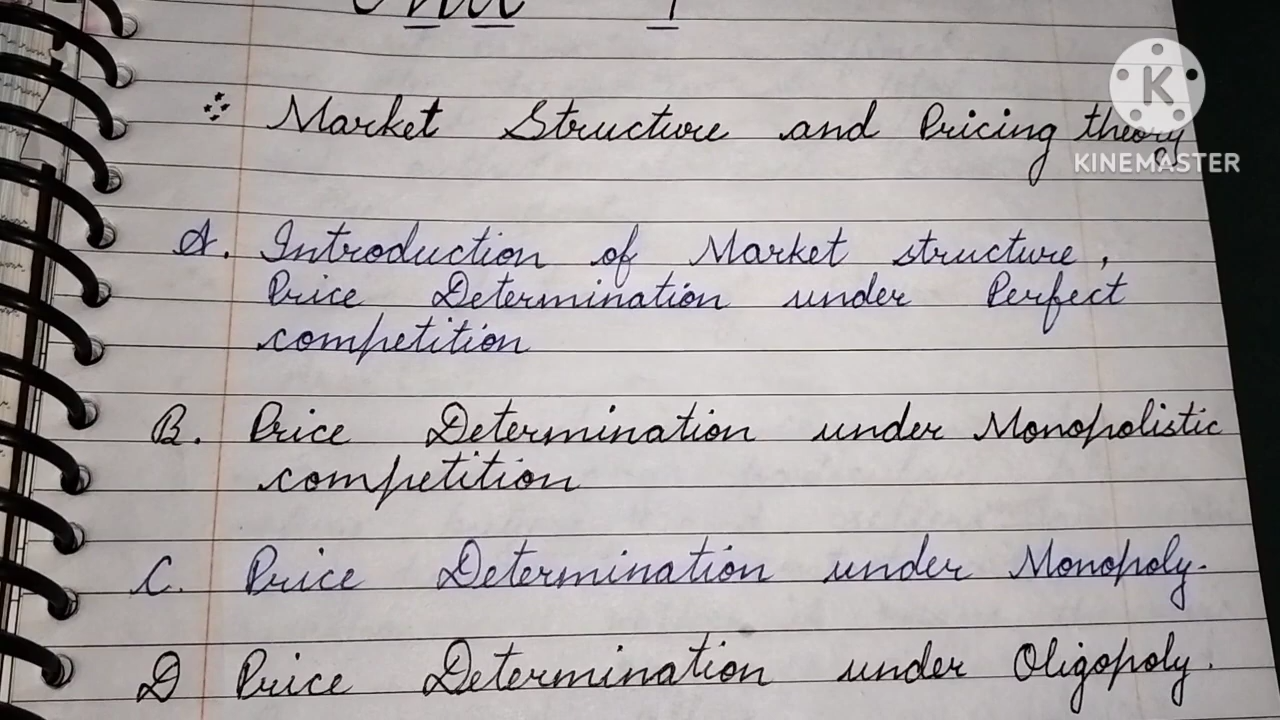 Market Structure and Pricing theory
KINEMASTER
A. Introduction of Market structure,
Price Determination under Perfect
competition
B. Price Determination under Monopolistic
competition
C. Price Determination under Monopoly.
D Price Determination under Oligopoly.